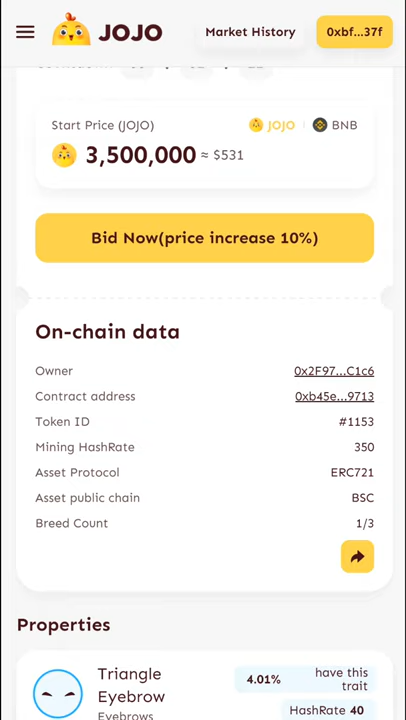 JOJO
Market History
0xbf...37f
Start Price (JOJO)
JOJO
BNB
3,500,000 ≈ $531
Bid Now(price increase 10%)
On-chain data
Owner
0x2F97...C1c6
Contract address
0xb45e...9713
Token ID
#1153
Mining HashRate
350
Asset Protocol
ERC721
Asset public chain
BSC
Breed Count
1/3
Properties
Triangle
Eyebrow
Eyebrows
4.01%
have this
trait
HashRate 40